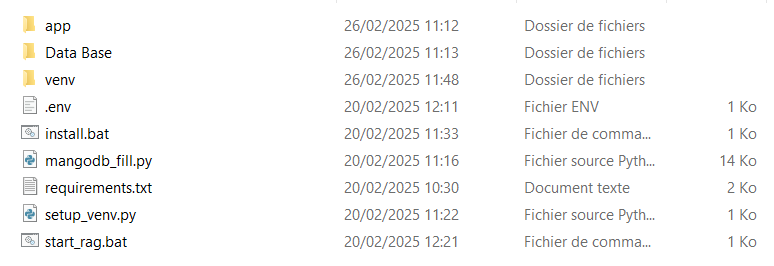 app 26/02/2025 11:12 Dossier de fichiers
Data Base 26/02/2025 11:13 Dossier de fichiers
venv 26/02/2025 11:48 Dossier de fichiers
.env 20/02/2025 12:11 Fichier ENV 1 Ko
install.bat 20/02/2025 11:33 Fichier de comma... 1 Ko
mangodb_fill.py 20/02/2025 11:16 Fichier source Pyth... 14 Ko
requirements.txt 20/02/2025 10:30 Document texte 2 Ko
setup_venv.py 20/02/2025 11:22 Fichier source Pyth... 1 Ko
start_rag.bat 20/02/2025 12:21 Fichier de comma... 1 Ko